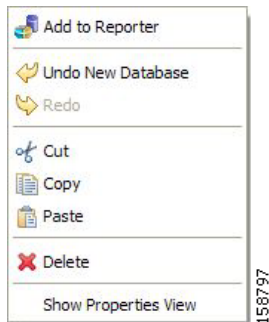 Add to Reporter
Undo New Database
Redo
Cut
Copy
Paste
Delete
Show Properties View
158797